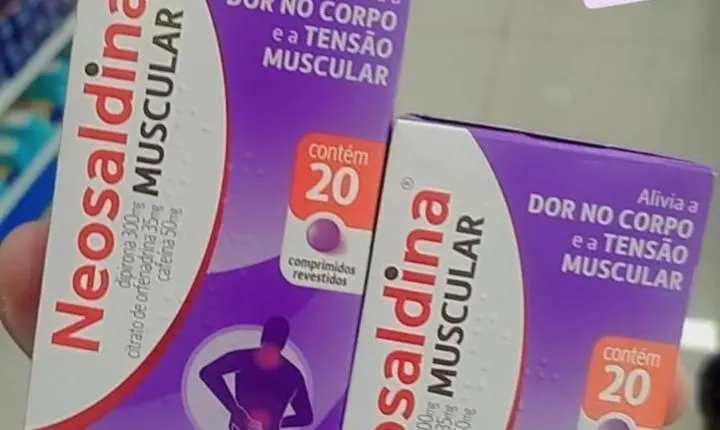 Neosaldina
MUSCULAR
dipirona 300mg
citrato de orfenadrina 35mg
cafeína 50mg
DOR NO CORPO
e a TENSÃO
MUSCULAR
contém
20
comprimidos
revestidos
Neosaldina®
MUSCULAR
Alivia a
DOR NO CORPO
e a TENSÃO
MUSCULAR
contém
20